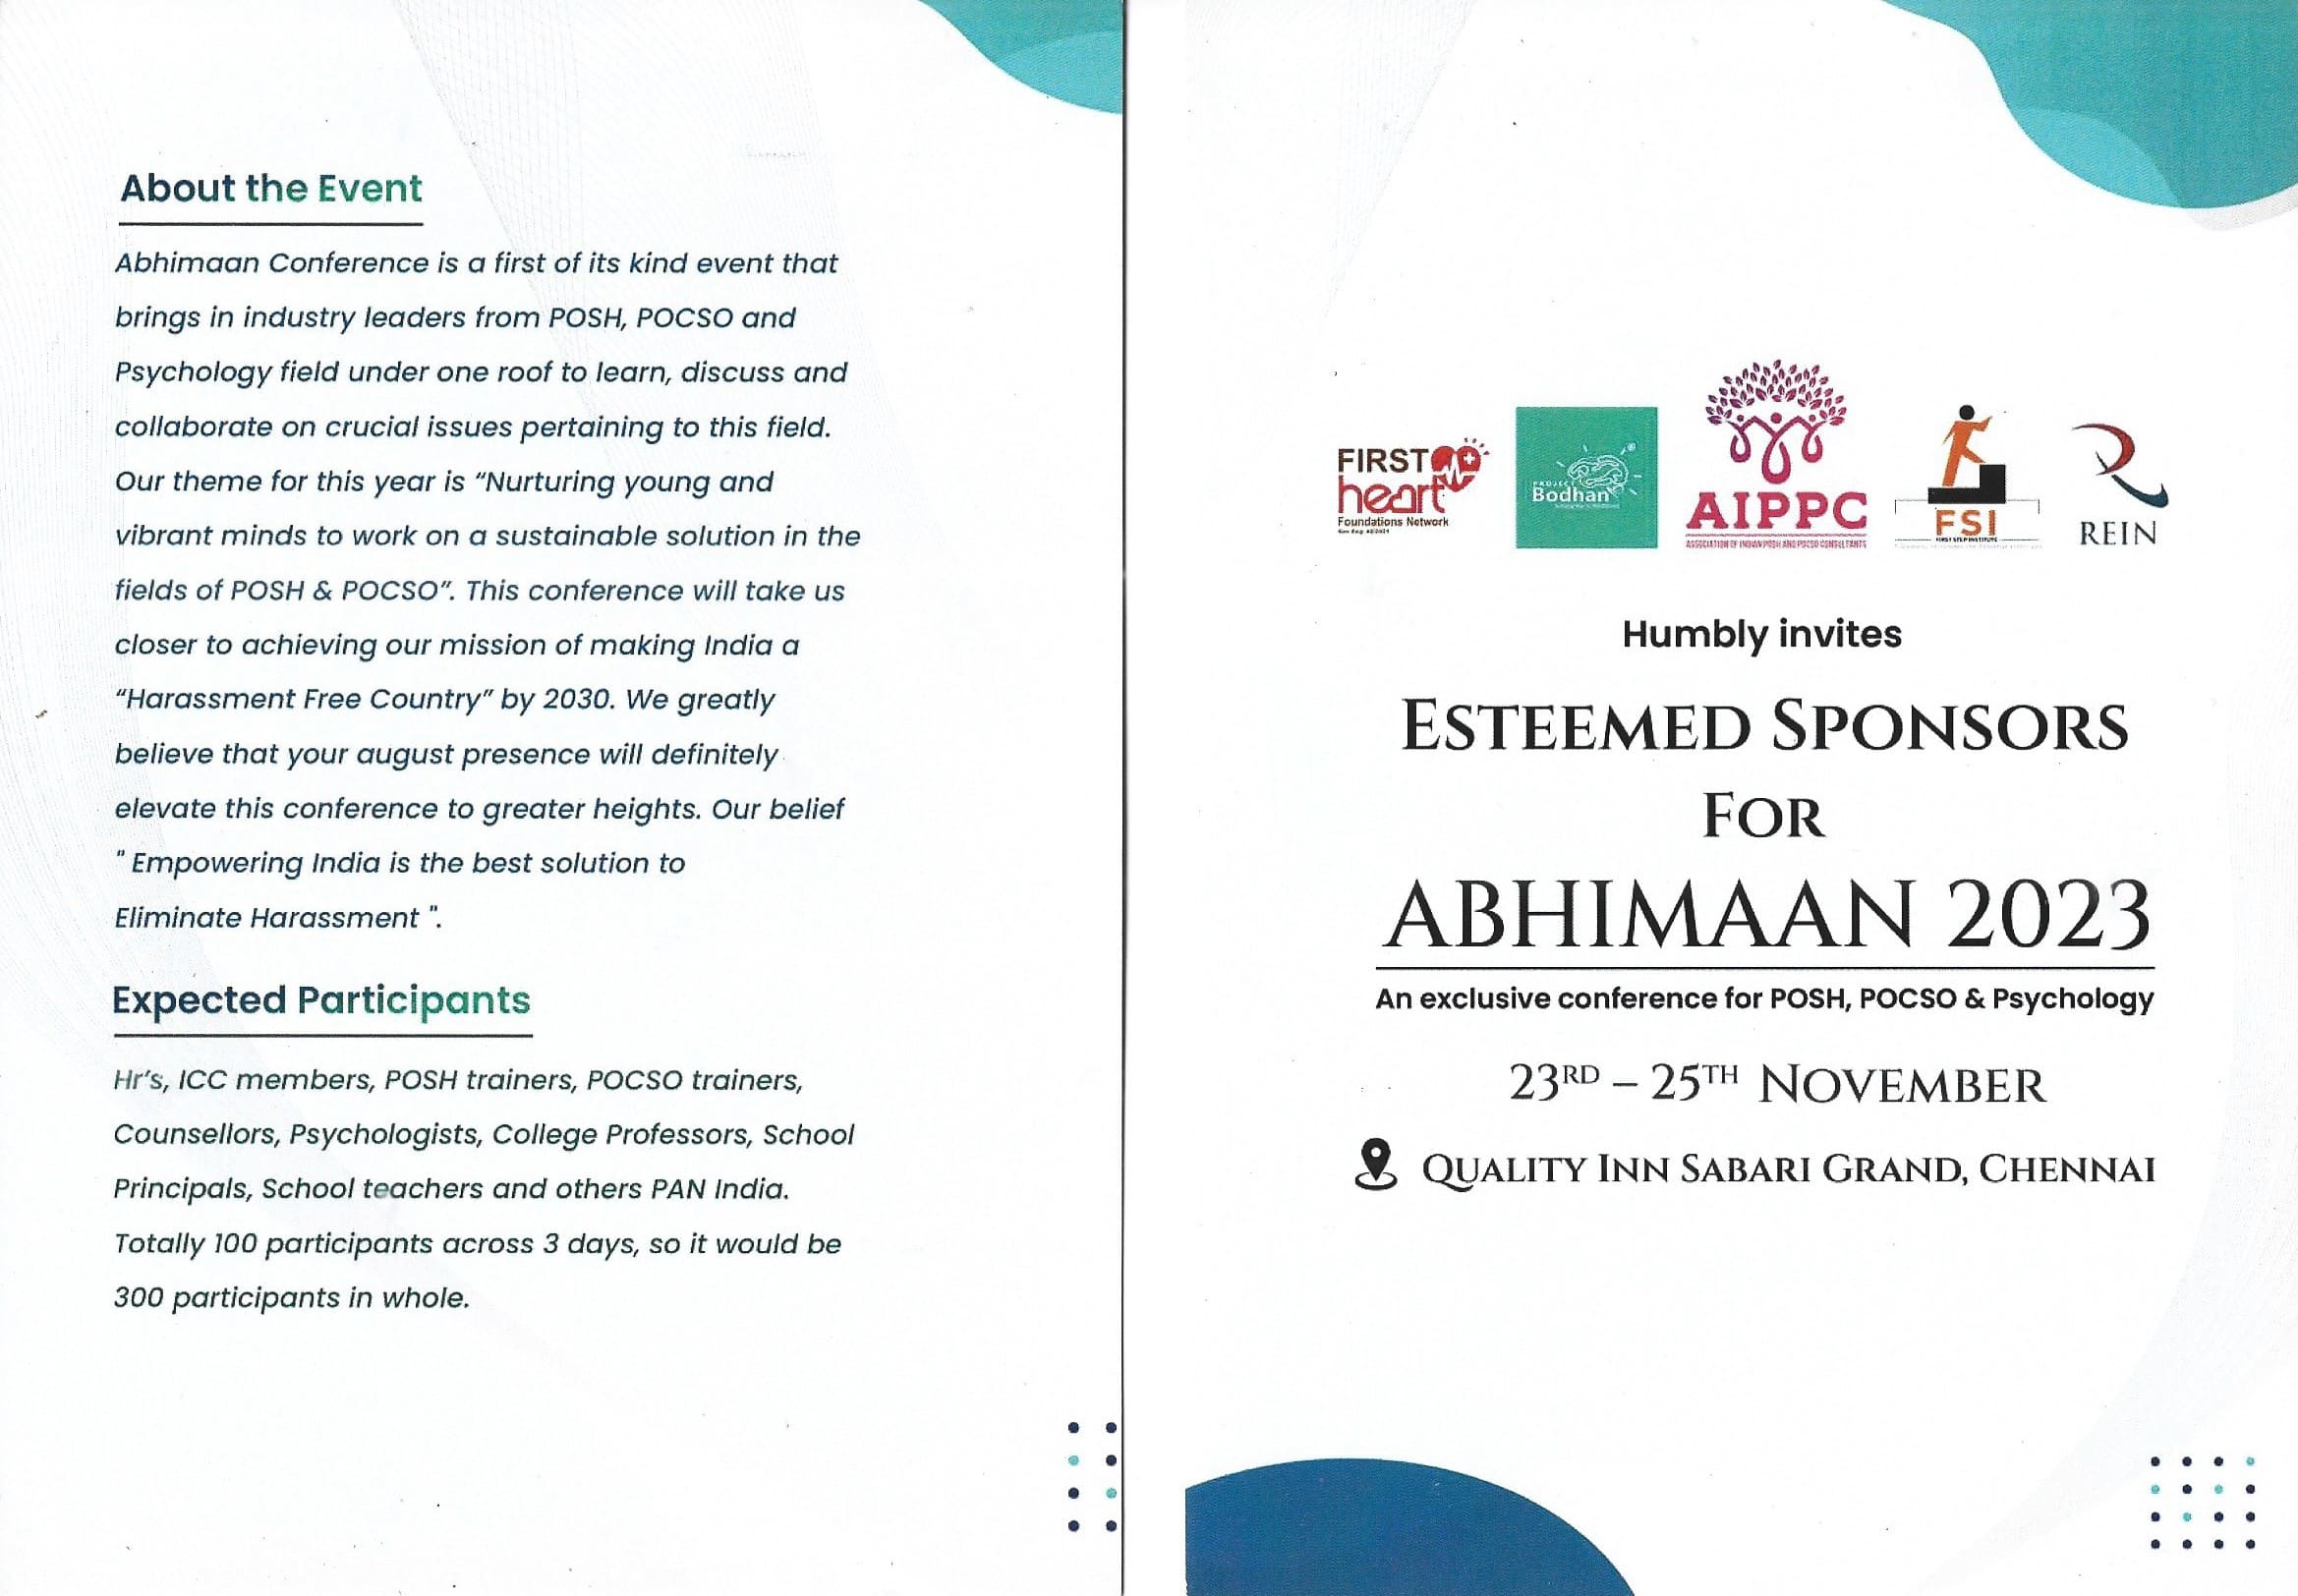 About the Event
Abhimaan Conference is a first of its kind event that
brings in industry leaders from POSH, POCSO and
Psychology field under one roof to learn, discuss and
collaborate on crucial issues pertaining to this field.
Our theme for this year is “Nurturing young and
vibrant minds to work on a sustainable solution in the
fields of POSH & POCSO”. This conference will take us
closer to achieving our mission of making India a
“Harassment Free Country” by 2030. We greatly
believe that your august presence will definitely
elevate this conference to greater heights. Our belief
" Empowering India is the best solution to
Eliminate Harassment ".
Expected Participants
Hr’s, ICC members, POSH trainers, POCSO trainers,
Counsellors, Psychologists, College Professors, School
Principals, School teachers and others PAN India.
Totally 100 participants across 3 days, so it would be
300 participants in whole.
FIRST
heart
Foundations Network
PROJECT
Bodhan
AIPPC
ASSOCIATION OF INDIAN POSH AND POCSO CONSULTANTS
FSI
FIRST STEP INSTITUTE
REIN
Humbly invites
ESTEEMED SPONSORS
FOR
ABHIMAAN 2023
An exclusive conference for POSH, POCSO & Psychology
23RD – 25TH NOVEMBER
QUALITY INN SABARI GRAND, CHENNAI